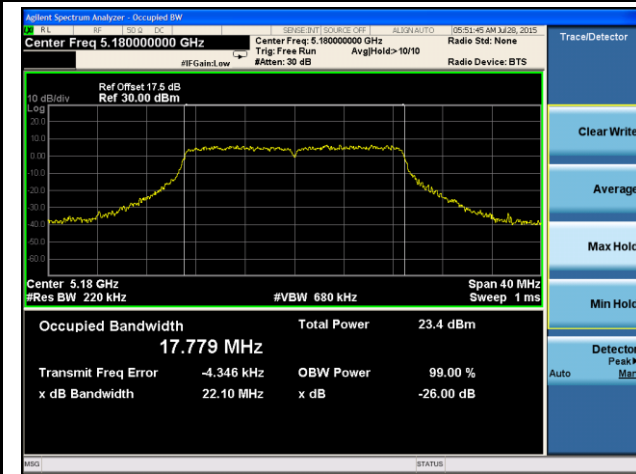 Agilent Spectrum Analyzer - Occupied BW
RL RF 50 Ω DC SENSE:INT SOURCE OFF ALIGN AUTO 05:51:45 AM Jul 28, 2015
Center Freq 5.180000000 GHz
Center Freq: 5.180000000 GHz
Radio Std: None
Trig: Free Run Avg|Hold:>10/10
#IFGain:Low
#Atten: 30 dB
Radio Device: BTS
Trace/Detector
Ref Offset 17.5 dB
10 dB/div Ref 30.00 dBm
Log
20.0
10.0
0.00
-10.0
-20.0
-30.0
-40.0
-50.0
-60.0
Center 5.18 GHz Span 40 MHz
#Res BW 220 kHz #VBW 680 kHz Sweep 1 ms
Occupied Bandwidth Total Power 23.4 dBm
17.779 MHz
Transmit Freq Error -4.346 kHz OBW Power 99.00 %
x dB Bandwidth 22.10 MHz x dB -26.00 dB
Clear Write
Average
Max Hold
Min Hold
Detector
Peak
Auto Man
MSG STATUS